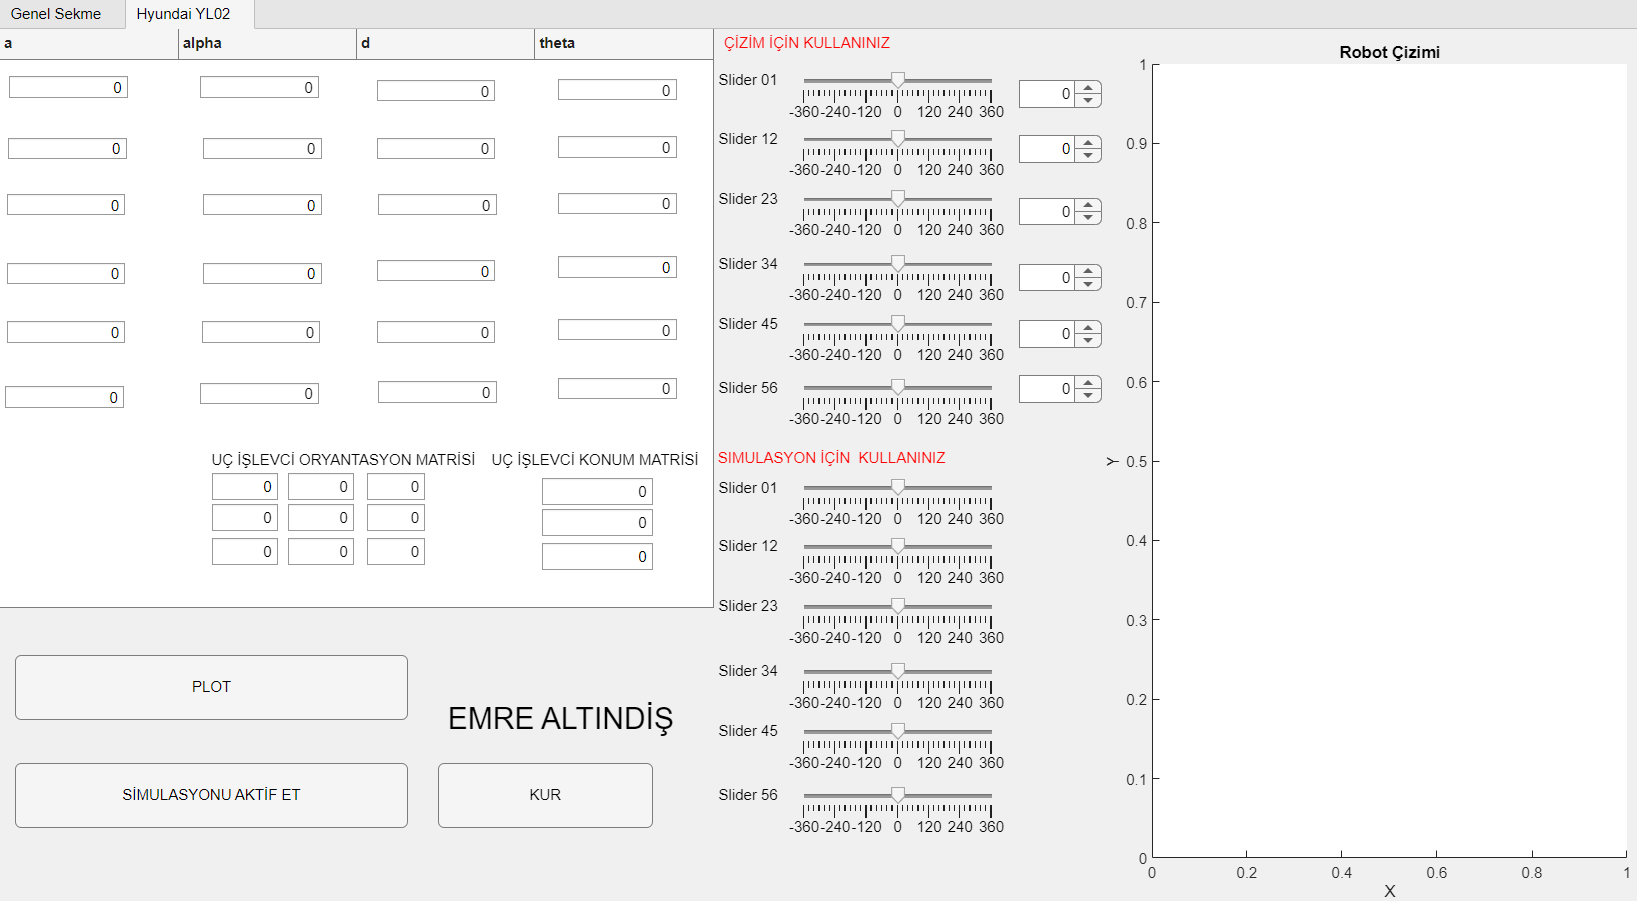 Genel Sekme Hyundai YL02
a alpha d theta
0 0 0 0
0 0 0 0
0 0 0 0
0 0 0 0
0 0 0 0
0 0 0 0
UÇ İŞLEVCİ ORYANTASYON MATRİSİ UÇ İŞLEVCİ KONUM MATRİSİ
0 0 0 0
0 0 0 0
0 0 0 0
PLOT
EMRE ALTINDİŞ
SİMULASYONU AKTİF ET KUR
ÇİZİM İÇİN KULLANINIZ
Slider 01 0
-360 -240 -120 0 120 240 360
Slider 12 0
-360 -240 -120 0 120 240 360
Slider 23 0
-360 -240 -120 0 120 240 360
Slider 34 0
-360 -240 -120 0 120 240 360
Slider 45 0
-360 -240 -120 0 120 240 360
Slider 56 0
-360 -240 -120 0 120 240 360
SIMULASYON İÇİN KULLANINIZ
Slider 01
-360 -240 -120 0 120 240 360
Slider 12
-360 -240 -120 0 120 240 360
Slider 23
-360 -240 -120 0 120 240 360
Slider 34
-360 -240 -120 0 120 240 360
Slider 45
-360 -240 -120 0 120 240 360
Slider 56
-360 -240 -120 0 120 240 360
Robot Çizimi
1
0.9
0.8
0.7
0.6
0.5
0.4
0.3
0.2
0.1
0
Y
0 0.2 0.4 0.6 0.8 1
X